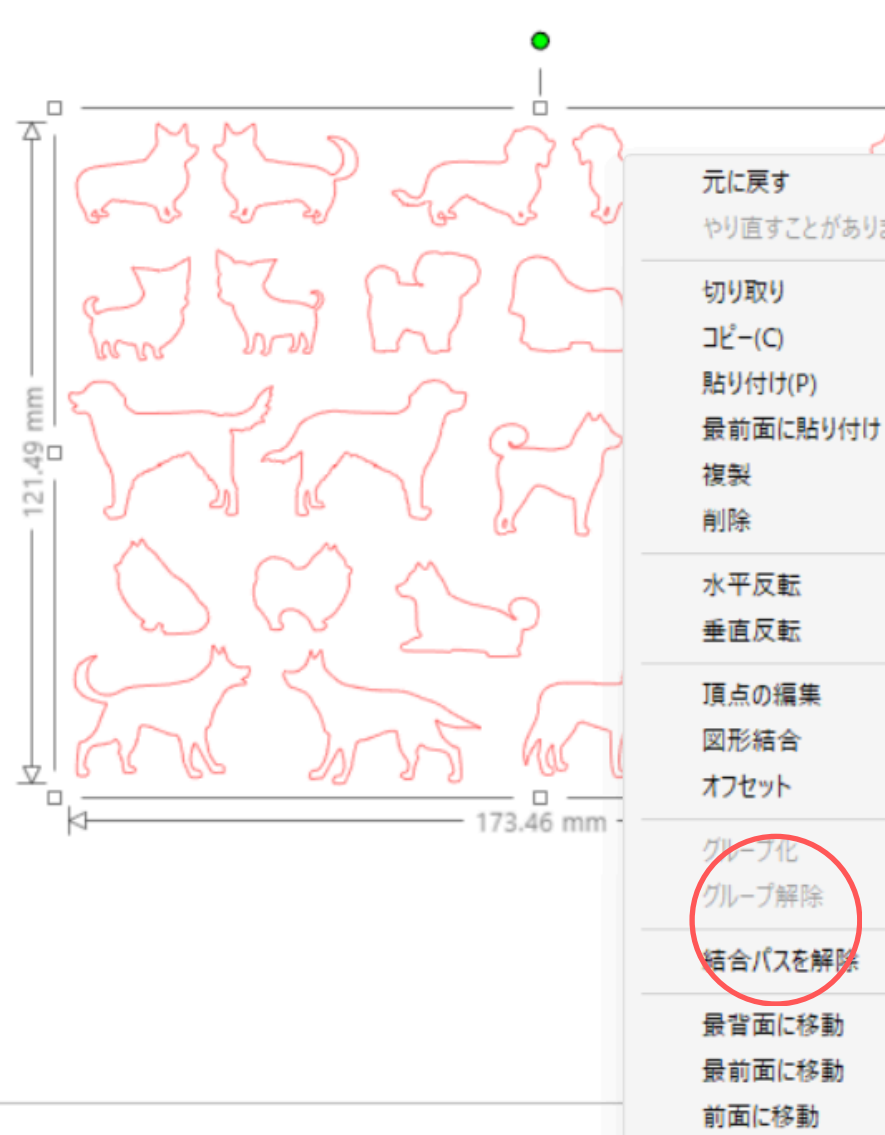 元に戻す
やり直すことがありま
切り取り
コピー(C)
貼り付け(P)
最前面に貼り付け
複製
削除
水平反転
垂直反転
頂点の編集
図形結合
オフセット
グループ化
グループ解除
結合パスを解除
最背面に移動
最前面に移動
前面に移動
121.49 mm
173.46 mm